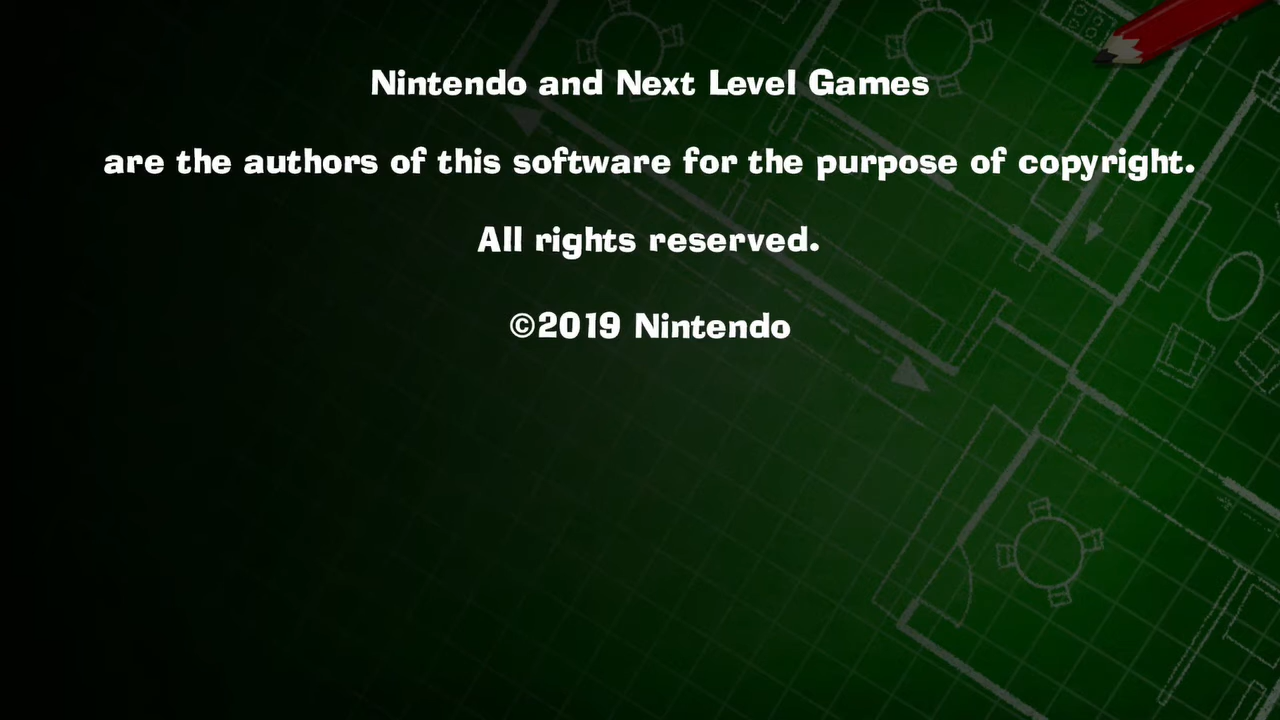 Nintendo and Next Level Games
are the authors of this software for the purpose of copyright.
All rights reserved.
©2019 Nintendo